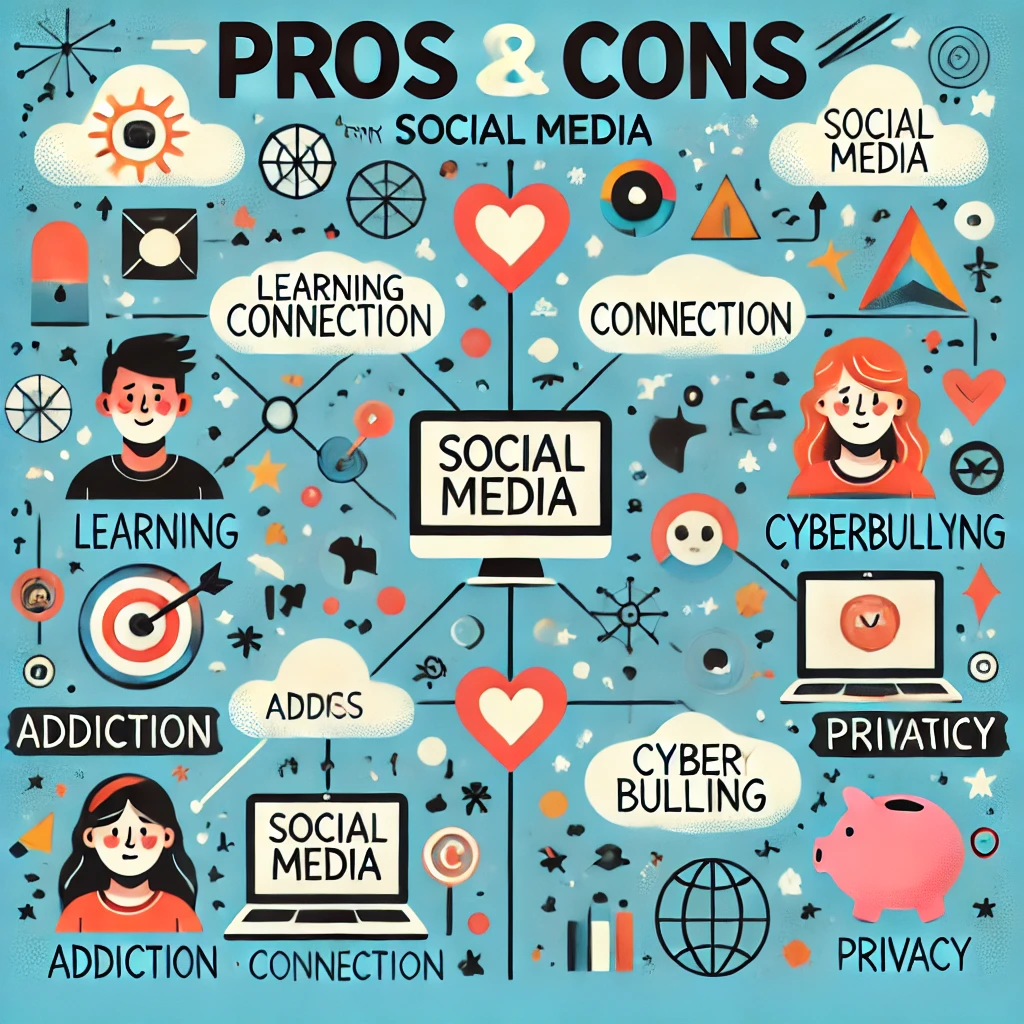 PROS & CONS
SOCIAL MEDIA
SOCIAL
MEDIA
LEARNING
CONNECTION
CONNECTION
SOCIAL
MEDIA
LEARNING
CYBERBULLYNG
ADDICTION
ADDISS
PRIVATICY
CYBER
BULLING
SOCIAL
MEDIA
ADDICTION · CONNECTION
PRIVACY